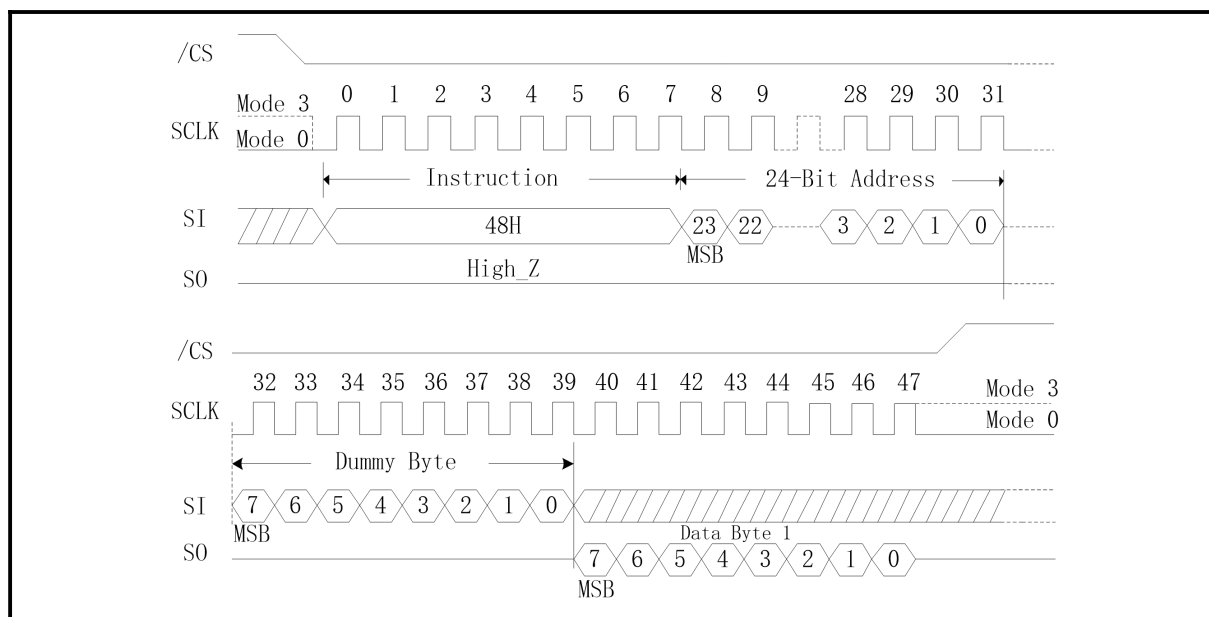 /CS
Mode 3 0 1 2 3 4 5 6 7 8 9 28 29 30 31
SCLK
Mode 0
Instruction 24-Bit Address
SI 48H 23 22 3 2 1 0
MSB
High_Z
SO
/CS
32 33 34 35 36 37 38 39 40 41 42 43 44 45 46 47 Mode 3
SCLK
Mode 0
Dummy Byte
SI 7 6 5 4 3 2 1 0
MSB Data Byte 1
SO 7 6 5 4 3 2 1 0
MSB